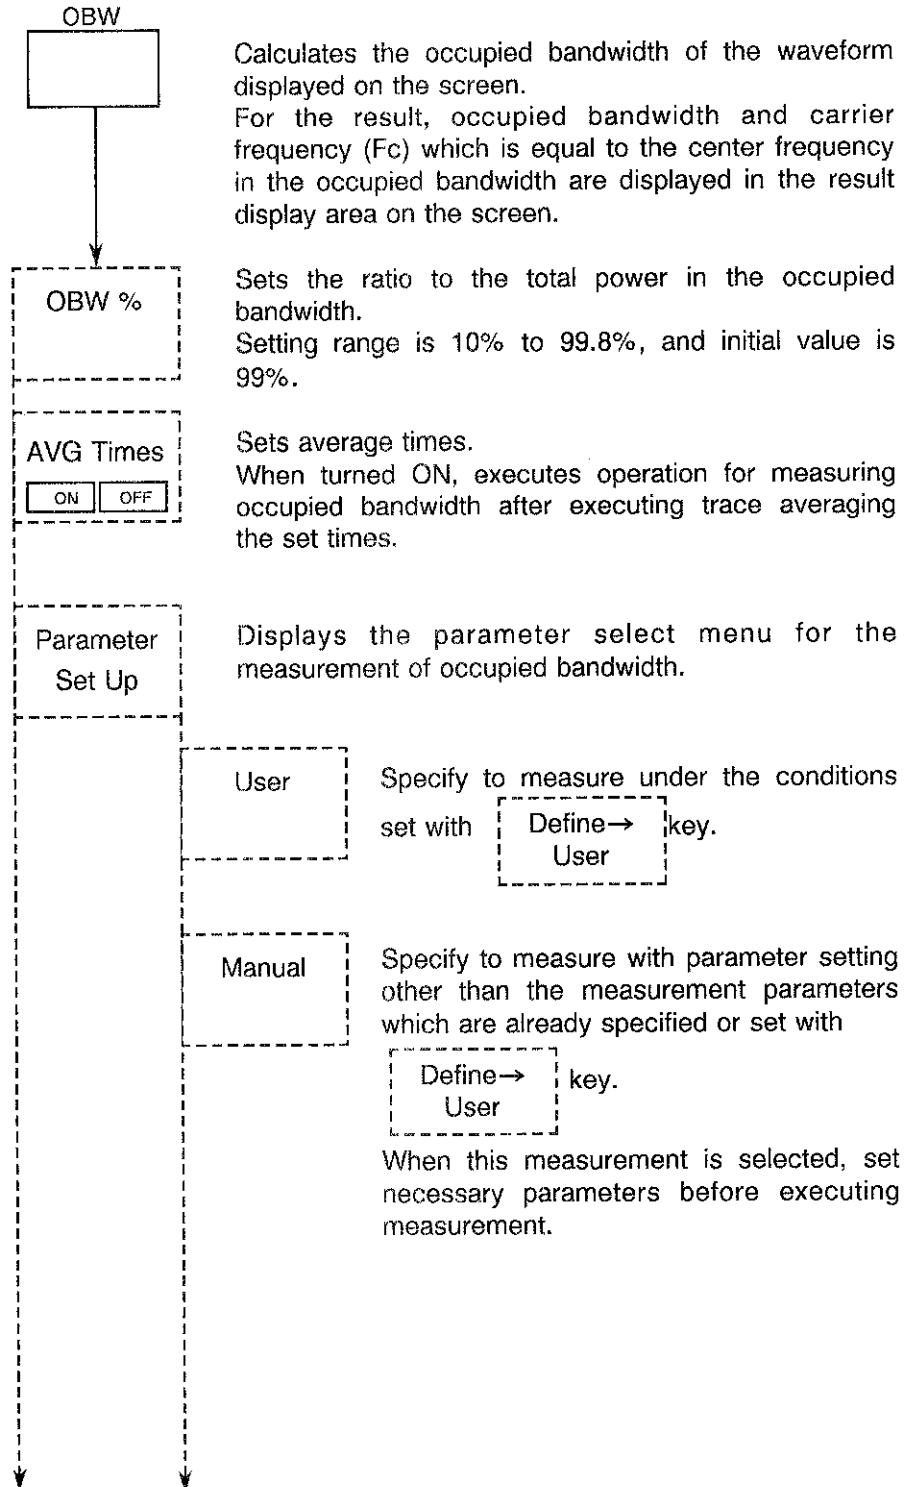 OBW
Calculates the occupied bandwidth of the waveform
displayed on the screen.
For the result, occupied bandwidth and carrier
frequency (Fc) which is equal to the center frequency
in the occupied bandwidth are displayed in the result
display area on the screen.
OBW %
Sets the ratio to the total power in the occupied
bandwidth.
Setting range is 10% to 99.8%, and initial value is
99%.
AVG Times
ON OFF
Sets average times.
When turned ON, executes operation for measuring
occupied bandwidth after executing trace averaging
the set times.
Parameter
Set Up
Displays the parameter select menu for the
measurement of occupied bandwidth.
User
Specify to measure under the conditions
set with Define→ key.
User
Manual
Specify to measure with parameter setting
other than the measurement parameters
which are already specified or set with
Define→ key.
User
When this measurement is selected, set
necessary parameters before executing
measurement.